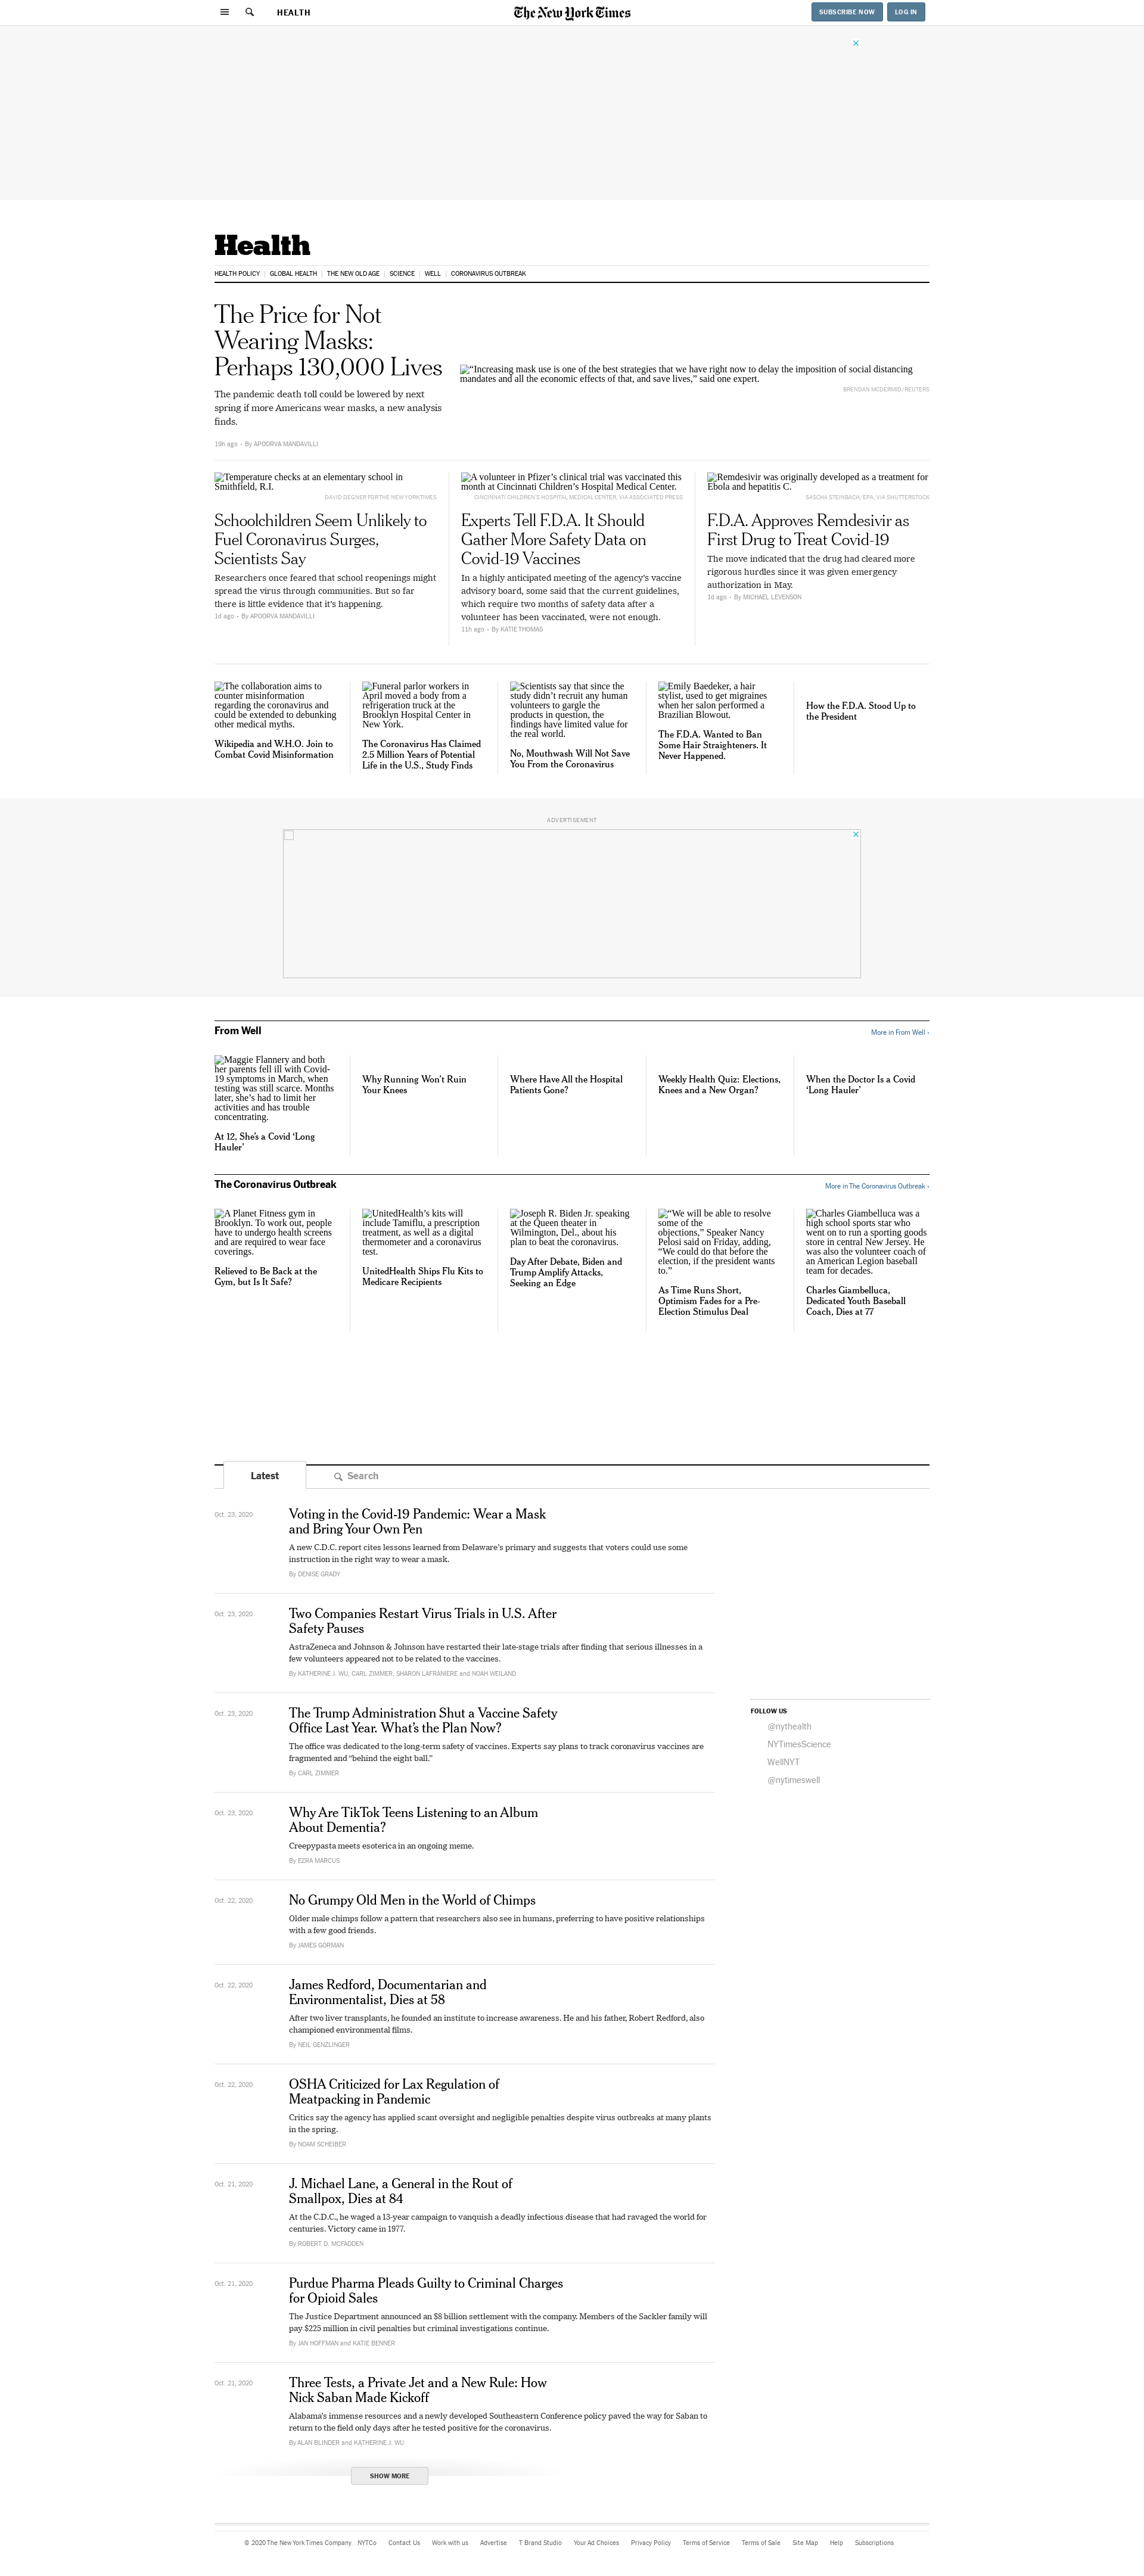 HEALTH
The New York Times
SUBSCRIBE NOW
LOG IN
Health
HEALTH POLICY
GLOBAL HEALTH
THE NEW OLD AGE
SCIENCE
WELL
CORONAVIRUS OUTBREAK
The Price for Not
Wearing Masks:
Perhaps 130,000 Lives
The pandemic death toll could be lowered by next
spring if more Americans wear masks, a new analysis
finds.
19h ago • By APOORVA MANDAVILLI
“Increasing mask use is one of the best strategies that we have right now to delay the imposition of social distancing
mandates and all the economic effects of that, and save lives,” said one expert.
BRENDAN MCDERMID/REUTERS
Temperature checks at an elementary school in
Smithfield, R.I.
DAVID DEGNER FOR THE NEW YORK TIMES
Schoolchildren Seem Unlikely to
Fuel Coronavirus Surges,
Scientists Say
Researchers once feared that school reopenings might
spread the virus through communities. But so far
there is little evidence that it’s happening.
1d ago • By APOORVA MANDAVILLI
A volunteer in Pfizer’s clinical trial was vaccinated this
month at Cincinnati Children’s Hospital Medical Center.
CINCINNATI CHILDREN'S HOSPITAL MEDICAL CENTER, VIA ASSOCIATED PRESS
Experts Tell F.D.A. It Should
Gather More Safety Data on
Covid-19 Vaccines
In a highly anticipated meeting of the agency’s vaccine
advisory board, some said that the current guidelines,
which require two months of safety data after a
volunteer has been vaccinated, were not enough.
11h ago • By KATIE THOMAS
Remdesivir was originally developed as a treatment for
Ebola and hepatitis C.
SASCHA STEINBACH/EPA, VIA SHUTTERSTOCK
F.D.A. Approves Remdesivir as
First Drug to Treat Covid-19
The move indicated that the drug had cleared more
rigorous hurdles since it was given emergency
authorization in May.
1d ago • By MICHAEL LEVENSON
The collaboration aims to
counter misinformation
regarding the coronavirus and
could be extended to debunking
other medical myths.
Wikipedia and W.H.O. Join to
Combat Covid Misinformation
Funeral parlor workers in
April moved a body from a
refrigeration truck at the
Brooklyn Hospital Center in
New York.
The Coronavirus Has Claimed
2.5 Million Years of Potential
Life in the U.S., Study Finds
Scientists say that since the
study didn’t recruit any human
volunteers to gargle the
products in question, the
findings have limited value for
the real world.
No, Mouthwash Will Not Save
You From the Coronavirus
Emily Baedeker, a hair
stylist, used to get migraines
when her salon performed a
Brazilian Blowout.
The F.D.A. Wanted to Ban
Some Hair Straighteners. It
Never Happened.
How the F.D.A. Stood Up to
the President
ADVERTISEMENT
From Well
More in From Well ›
Maggie Flannery and both
her parents fell ill with Covid-
19 symptoms in March, when
testing was still scarce. Months
later, she’s had to limit her
activities and has trouble
concentrating.
At 12, She’s a Covid ‘Long
Hauler’
Why Running Won’t Ruin
Your Knees
Where Have All the Hospital
Patients Gone?
Weekly Health Quiz: Elections,
Knees and a New Organ?
When the Doctor Is a Covid
‘Long Hauler’
The Coronavirus Outbreak
More in The Coronavirus Outbreak ›
A Planet Fitness gym in
Brooklyn. To work out, people
have to undergo health screens
and are required to wear face
coverings.
Relieved to Be Back at the
Gym, but Is It Safe?
UnitedHealth’s kits will
include Tamiflu, a prescription
treatment, as well as a digital
thermometer and a coronavirus
test.
UnitedHealth Ships Flu Kits to
Medicare Recipients
Joseph R. Biden Jr. speaking
at the Queen theater in
Wilmington, Del., about his
plan to beat the coronavirus.
Day After Debate, Biden and
Trump Amplify Attacks,
Seeking an Edge
“We will be able to resolve
some of the
objections,” Speaker Nancy
Pelosi said on Friday, adding,
“We could do that before the
election, if the president wants
to.”
As Time Runs Short,
Optimism Fades for a Pre-
Election Stimulus Deal
Charles Giambelluca was a
high school sports star who
went on to run a sporting goods
store in central New Jersey. He
was also the volunteer coach of
an American Legion baseball
team for decades.
Charles Giambelluca,
Dedicated Youth Baseball
Coach, Dies at 77
Latest
Search
Oct. 23, 2020
Voting in the Covid-19 Pandemic: Wear a Mask
and Bring Your Own Pen
A new C.D.C. report cites lessons learned from Delaware’s primary and suggests that voters could use some
instruction in the right way to wear a mask.
By DENISE GRADY
Oct. 23, 2020
Two Companies Restart Virus Trials in U.S. After
Safety Pauses
AstraZeneca and Johnson & Johnson have restarted their late-stage trials after finding that serious illnesses in a
few volunteers appeared not to be related to the vaccines.
By KATHERINE J. WU, CARL ZIMMER, SHARON LAFRANIERE and NOAH WEILAND
Oct. 23, 2020
The Trump Administration Shut a Vaccine Safety
Office Last Year. What’s the Plan Now?
The office was dedicated to the long-term safety of vaccines. Experts say plans to track coronavirus vaccines are
fragmented and “behind the eight ball.”
By CARL ZIMMER
FOLLOW US
@nythealth
NYTimesScience
WellNYT
@nytimeswell
Oct. 23, 2020
Why Are TikTok Teens Listening to an Album
About Dementia?
Creepypasta meets esoterica in an ongoing meme.
By EZRA MARCUS
Oct. 22, 2020
No Grumpy Old Men in the World of Chimps
Older male chimps follow a pattern that researchers also see in humans, preferring to have positive relationships
with a few good friends.
By JAMES GORMAN
Oct. 22, 2020
James Redford, Documentarian and
Environmentalist, Dies at 58
After two liver transplants, he founded an institute to increase awareness. He and his father, Robert Redford, also
championed environmental films.
By NEIL GENZLINGER
Oct. 22, 2020
OSHA Criticized for Lax Regulation of
Meatpacking in Pandemic
Critics say the agency has applied scant oversight and negligible penalties despite virus outbreaks at many plants
in the spring.
By NOAM SCHEIBER
Oct. 21, 2020
J. Michael Lane, a General in the Rout of
Smallpox, Dies at 84
At the C.D.C., he waged a 13-year campaign to vanquish a deadly infectious disease that had ravaged the world for
centuries. Victory came in 1977.
By ROBERT D. MCFADDEN
Oct. 21, 2020
Purdue Pharma Pleads Guilty to Criminal Charges
for Opioid Sales
The Justice Department announced an $8 billion settlement with the company. Members of the Sackler family will
pay $225 million in civil penalties but criminal investigations continue.
By JAN HOFFMAN and KATIE BENNER
Oct. 21, 2020
Three Tests, a Private Jet and a New Rule: How
Nick Saban Made Kickoff
Alabama’s immense resources and a newly developed Southeastern Conference policy paved the way for Saban to
return to the field only days after he tested positive for the coronavirus.
By ALAN BLINDER and KATHERINE J. WU
SHOW MORE
© 2020 The New York Times Company
NYTCo
Contact Us
Work with us
Advertise
T Brand Studio
Your Ad Choices
Privacy Policy
Terms of Service
Terms of Sale
Site Map
Help
Subscriptions